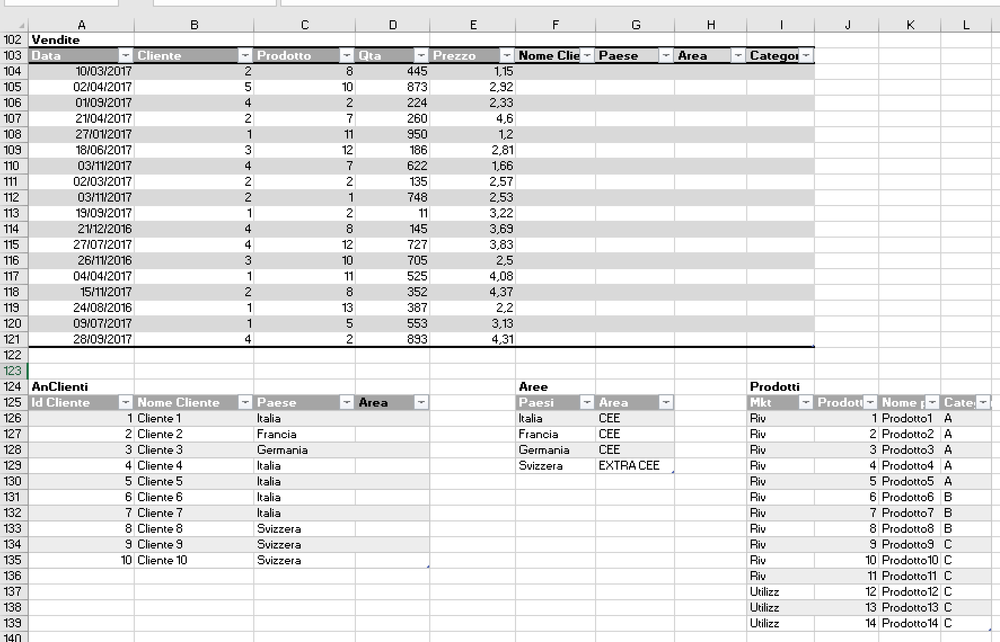 A B C D E F G H I J K L
102 Vendite
103 Data Cliente Prodotto Qta Prezzo Nome Clie Paese Area Categor
104 10/03/2017 2 8 445 1,15
105 02/04/2017 5 10 873 2,92
106 01/09/2017 4 2 224 2,33
107 21/04/2017 2 7 260 4,6
108 27/01/2017 1 11 950 1,2
109 18/06/2017 3 12 186 2,81
110 03/11/2017 4 7 622 1,66
111 02/03/2017 2 2 135 2,57
112 03/11/2017 2 1 748 2,53
113 19/09/2017 1 2 11 3,22
114 21/12/2016 4 8 145 3,69
115 27/07/2017 4 12 727 3,83
116 26/11/2016 3 10 705 2,5
117 04/04/2017 1 11 525 4,08
118 15/11/2017 2 8 352 4,37
119 24/08/2016 1 13 387 2,2
120 09/07/2017 1 5 553 3,13
121 28/09/2017 4 2 893 4,31
122
123
124 AnClienti Aree Prodotti
125 Id Cliente Nome Cliente Paese Area Paesi Area Mkt Prodott Nome p Cate
126 1 Cliente 1 Italia Italia CEE Riv 1 Prodotto1 A
127 2 Cliente 2 Francia Francia CEE Riv 2 Prodotto2 A
128 3 Cliente 3 Germania Germania CEE Riv 3 Prodotto3 A
129 4 Cliente 4 Italia Svizzera EXTRA CEE Riv 4 Prodotto4 A
130 5 Cliente 5 Italia Riv 5 Prodotto5 A
131 6 Cliente 6 Italia Riv 6 Prodotto6 B
132 7 Cliente 7 Italia Riv 7 Prodotto7 B
133 8 Cliente 8 Svizzera Riv 8 Prodotto8 B
134 9 Cliente 9 Svizzera Riv 9 Prodotto9 C
135 10 Cliente 10 Svizzera Riv 10 Prodotto10 C
136 Riv 11 Prodotto11 C
137 Utilizz 12 Prodotto12 C
138 Utilizz 13 Prodotto13 C
139 Utilizz 14 Prodotto14 C
140